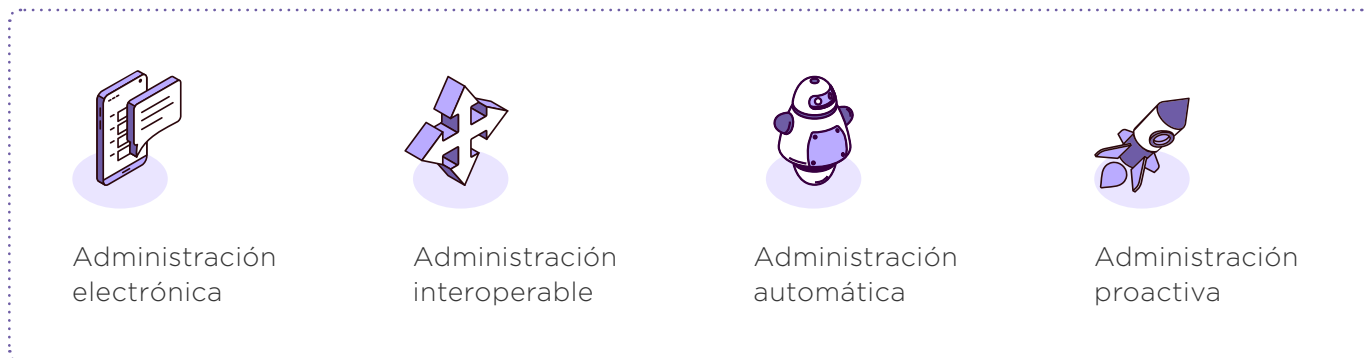 Administración
electrónica
Administración
interoperable
Administración
automática
Administración
proactiva